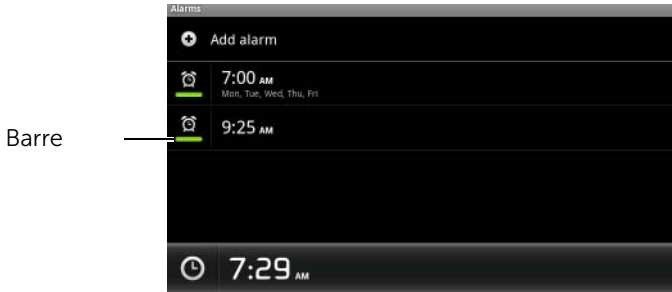 Alarms
Add alarm
7:00 AM
Mon, Tue, Wed, Thu, Fri
9:25 AM
Barre
7:29 AM